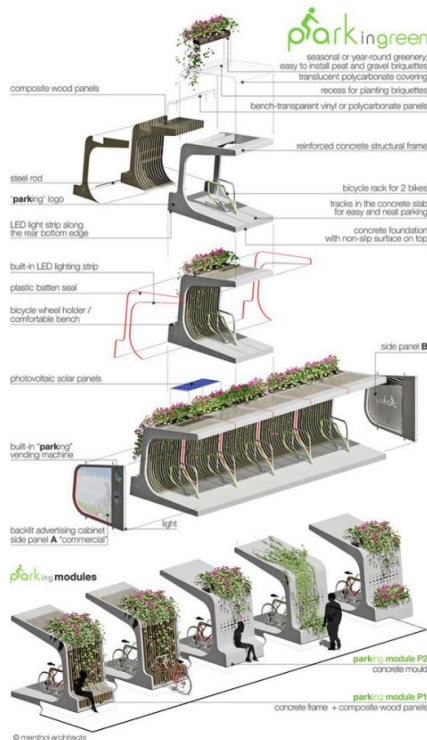 parkingreen
seasonal or year-round greenery,
easy to install peat and gravel briquettes
translucent polycarbonate covering
recess for planting briquettes
bench-transparent vinyl or polycarbonate panels
composite wood panels
reinforced concrete structural frame
steel rod
"parking" logo
bicycle rack for 2 bikes
tracks in the concrete slab
for easy and neat parking
LED light strip along
the rear bottom edge
concrete foundation
with non-slip surface on top
built-in LED lighting strip
plastic batten seal
bicycle wheel holder /
comfortable bench
side panel B
photovoltaic solar panels
built-in "parking"
vending machine
light
backlit advertising cabinet
side panel A "commercial"
parking modules
parking module P2
concrete mould
parking module P1
concrete frame + composite wood panels
© menthol architects